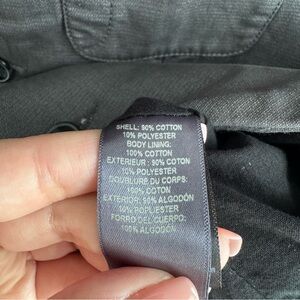 SHELL: 90% COTTON
10% POLYESTER
BODY LINING:
100% COTTON
EXTERIEUR: 90% COTON
10% POLYESTER
DOUBLURE DU CORPS:
100% COTON
EXTERIOR: 90% ALGODÓN
10% POPLIESTER
FORRO DEL CUERPO:
100% ALGODÓN